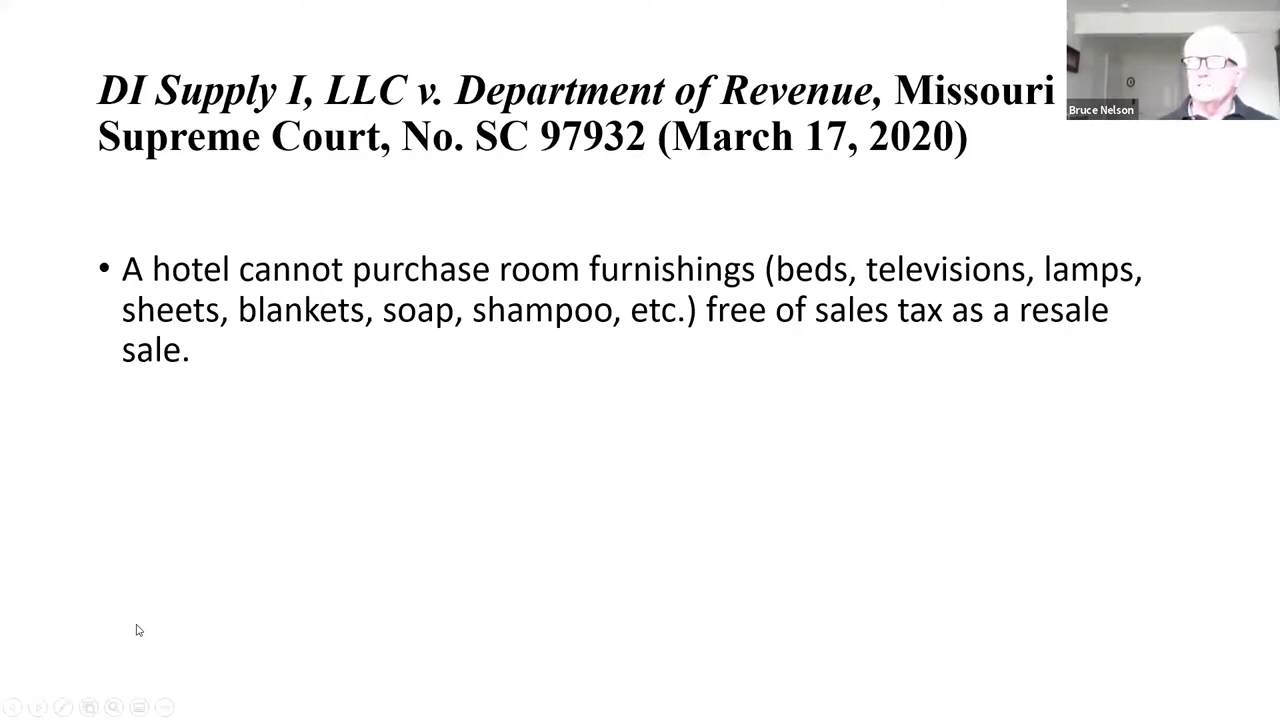 DI Supply I, LLC v. Department of Revenue, Missouri
Supreme Court, No. SC 97932 (March 17, 2020)
Bruce Nelson
• A hotel cannot purchase room furnishings (beds, televisions, lamps,
sheets, blankets, soap, shampoo, etc.) free of sales tax as a resale
sale.